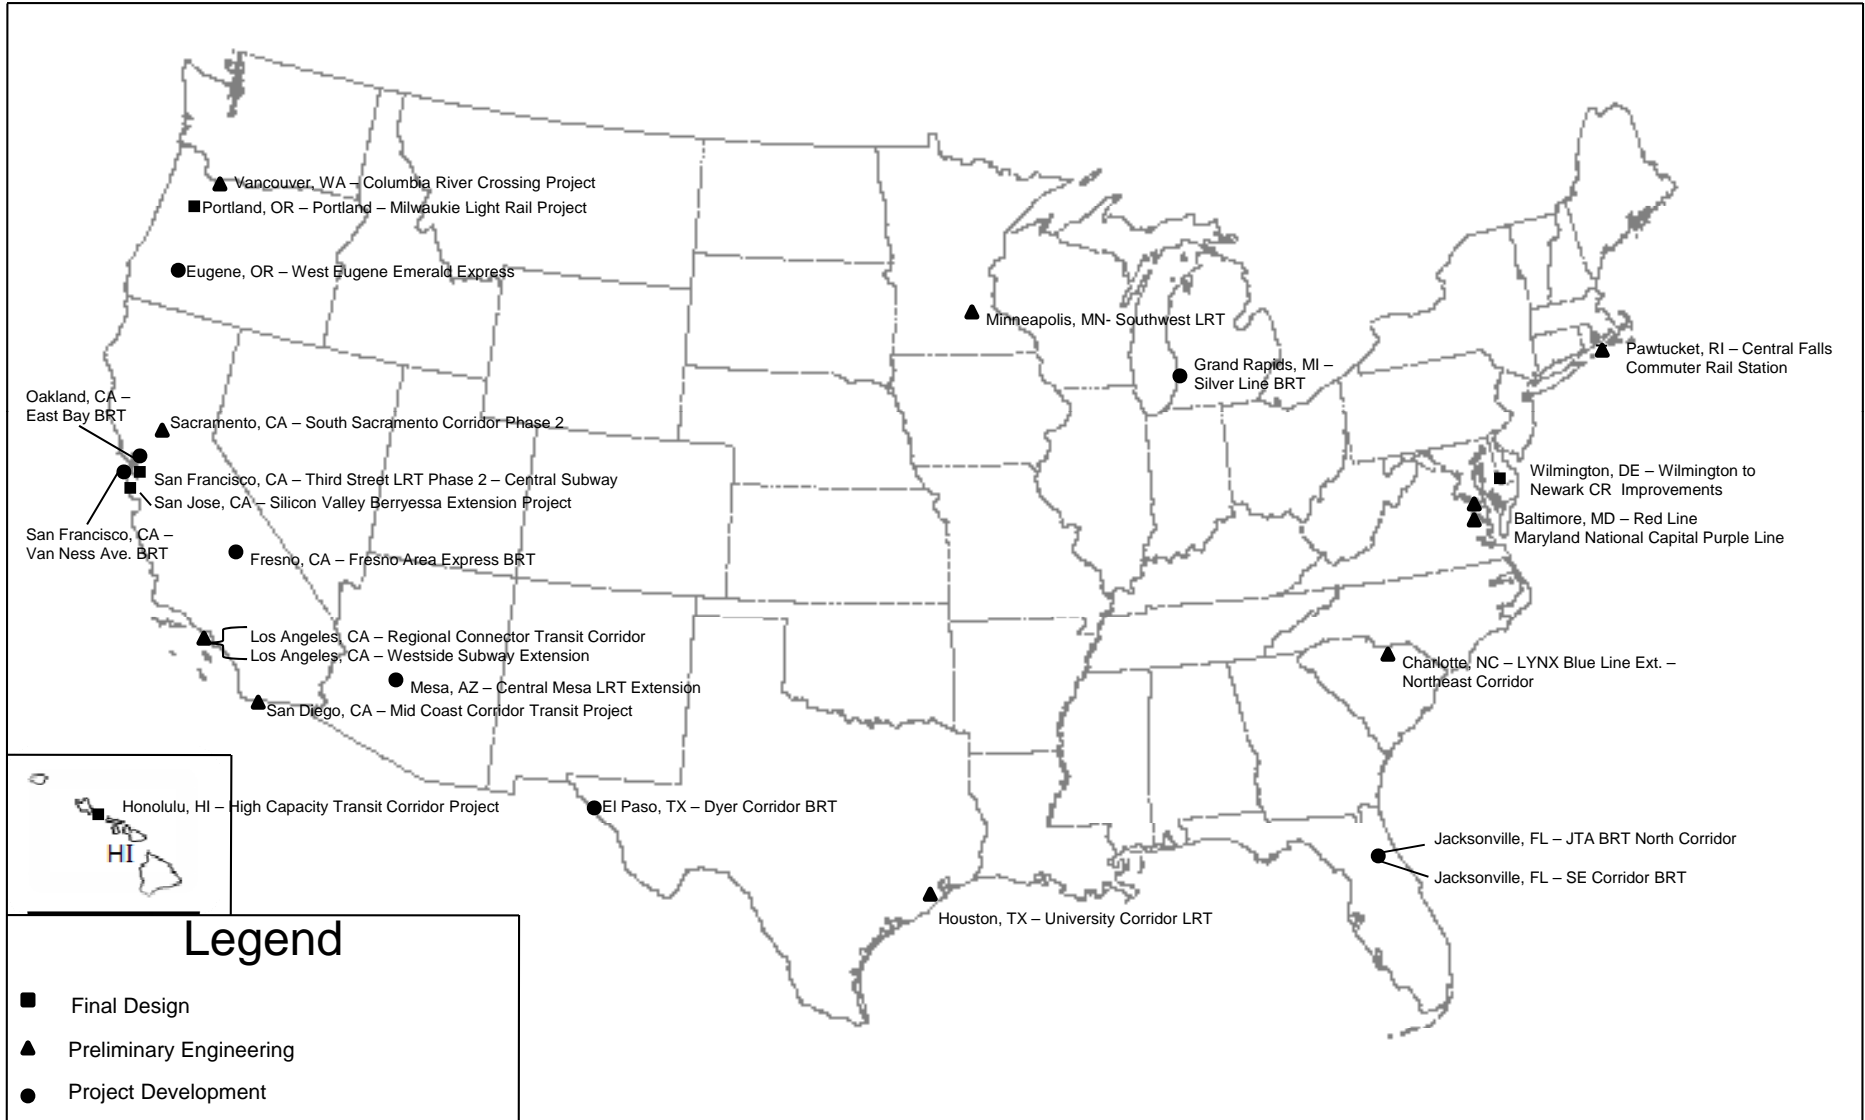 Vancouver, WA – Columbia River Crossing Project
Portland, OR – Portland – Milwaukie Light Rail Project
Eugene, OR – West Eugene Emerald Express
Minneapolis, MN- Southwest LRT
Grand Rapids, MI –
Silver Line BRT
Pawtucket, RI – Central Falls
Commuter Rail Station
Oakland, CA –
East Bay BRT
Sacramento, CA – South Sacramento Corridor Phase 2
San Francisco, CA – Third Street LRT Phase 2 – Central Subway
San Jose, CA – Silicon Valley Berryessa Extension Project
Wilmington, DE – Wilmington to
Newark CR Improvements
Baltimore, MD – Red Line
Maryland National Capital Purple Line
San Francisco, CA –
Van Ness Ave. BRT
Fresno, CA – Fresno Area Express BRT
Los Angeles, CA – Regional Connector Transit Corridor
Los Angeles, CA – Westside Subway Extension
Charlotte, NC – LYNX Blue Line Ext. –
Northeast Corridor
Mesa, AZ – Central Mesa LRT Extension
San Diego, CA – Mid Coast Corridor Transit Project
Honolulu, HI – High Capacity Transit Corridor Project
HI
El Paso, TX – Dyer Corridor BRT
Jacksonville, FL – JTA BRT North Corridor
Jacksonville, FL – SE Corridor BRT
Houston, TX – University Corridor LRT
Legend
Final Design
Preliminary Engineering
Project Development